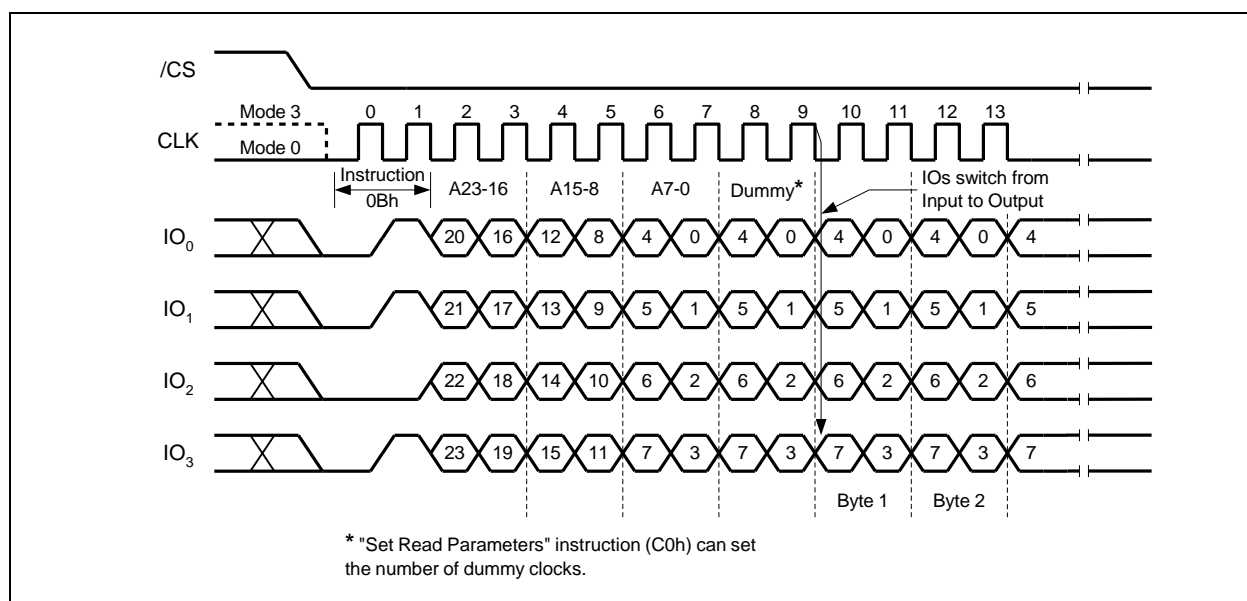 /CS
Mode 3 0 1 2 3 4 5 6 7 8 9 10 11 12 13
CLK
Mode 0
Instruction
0Bh
A23-16 A15-8 A7-0 Dummy*
IOs switch from
Input to Output
IO0 20 16 12 8 4 0 4 0 4 0 4 0 4
IO1 21 17 13 9 5 1 5 1 5 1 5 1 5
IO2 22 18 14 10 6 2 6 2 6 2 6 2 6
IO3 23 19 15 11 7 3 7 3 7 3 7 3 7
Byte 1 Byte 2
* "Set Read Parameters" instruction (C0h) can set
the number of dummy clocks.